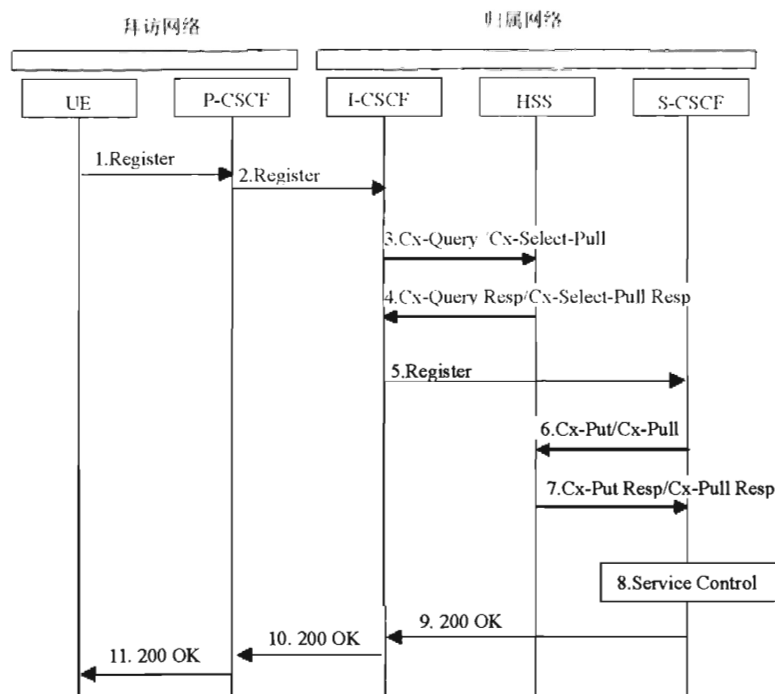 拜访网络
归属网络
UE
P-CSCF
I-CSCF
HSS
S-CSCF
1.Register
2.Register
3.Cx-Query /Cx-Select-Pull
4.Cx-Query Resp/Cx-Select-Pull Resp
5.Register
6.Cx-Put/Cx-Pull
7.Cx-Put Resp/Cx-Pull Resp
8.Service Control
9. 200 OK
10. 200 OK
11. 200 OK